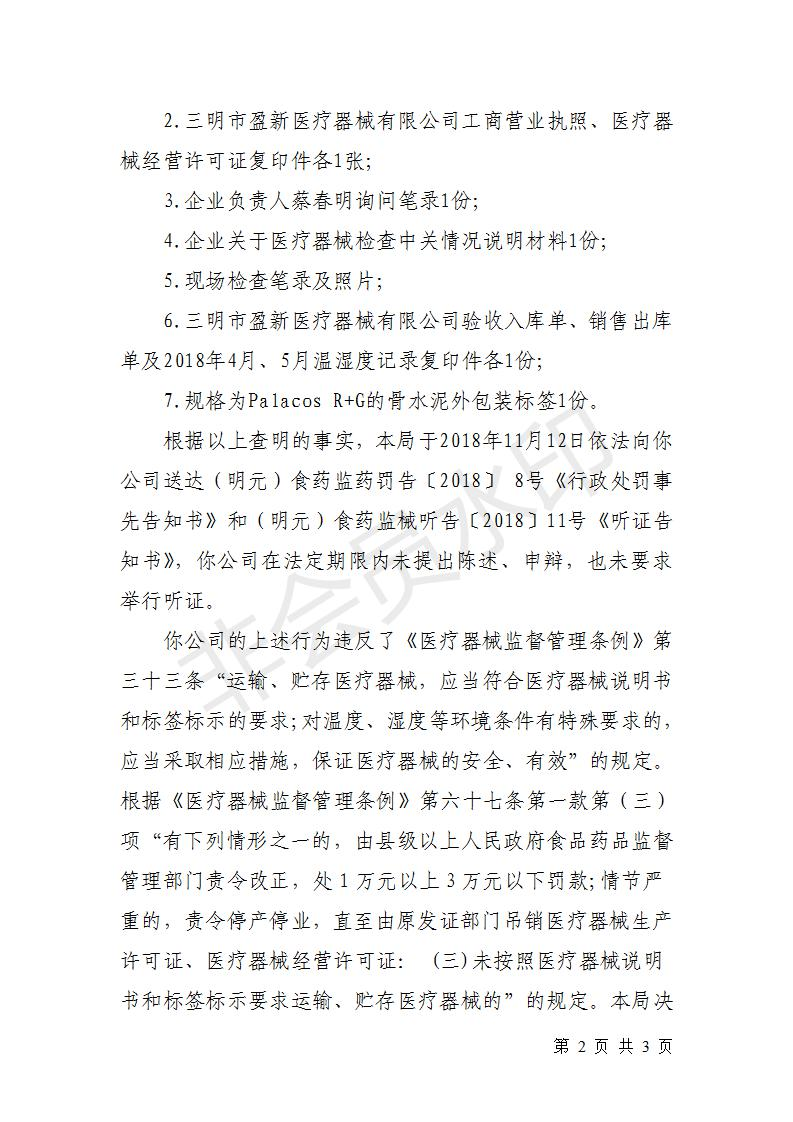 2.三明市盈新医疗器械有限公司工商营业执照、医疗器
械经营许可证复印件各1张;
3.企业负责人蔡春明询问笔录1份;
4.企业关于医疗器械检查中关情况说明材料1份;
5.现场检查笔录及照片;
6.三明市盈新医疗器械有限公司验收入库单、销售出库
单及2018年4月、5月温湿度记录复印件各1份;
7.规格为Palacos R+G的骨水泥外包装标签1份。
根据以上查明的事实,本局于2018年11月12日依法向你
公司送达（明元）食药监药罚告〔2018〕 8号《行政处罚事
先告知书》和（明元）食药监械听告〔2018〕11号《听证告
知书》,你公司在法定期限内未提出陈述、申辩,也未要求
举行听证。
你公司的上述行为违反了《医疗器械监督管理条例》第
三十三条“运输、贮存医疗器械,应当符合医疗器械说明书
和标签标示的要求;对温度、湿度等环境条件有特殊要求的,
应当采取相应措施,保证医疗器械的安全、有效”的规定。
根据《医疗器械监督管理条例》第六十七条第一款第（三）
项“有下列情形之一的,由县级以上人民政府食品药品监督
管理部门责令改正,处1万元以上3万元以下罚款;情节严
重的,责令停产停业,直至由原发证部门吊销医疗器械生产
许可证、医疗器械经营许可证: (三)未按照医疗器械说明
书和标签标示要求运输、贮存医疗器械的”的规定。本局决
第 2 页 共 3 页
非会员水印